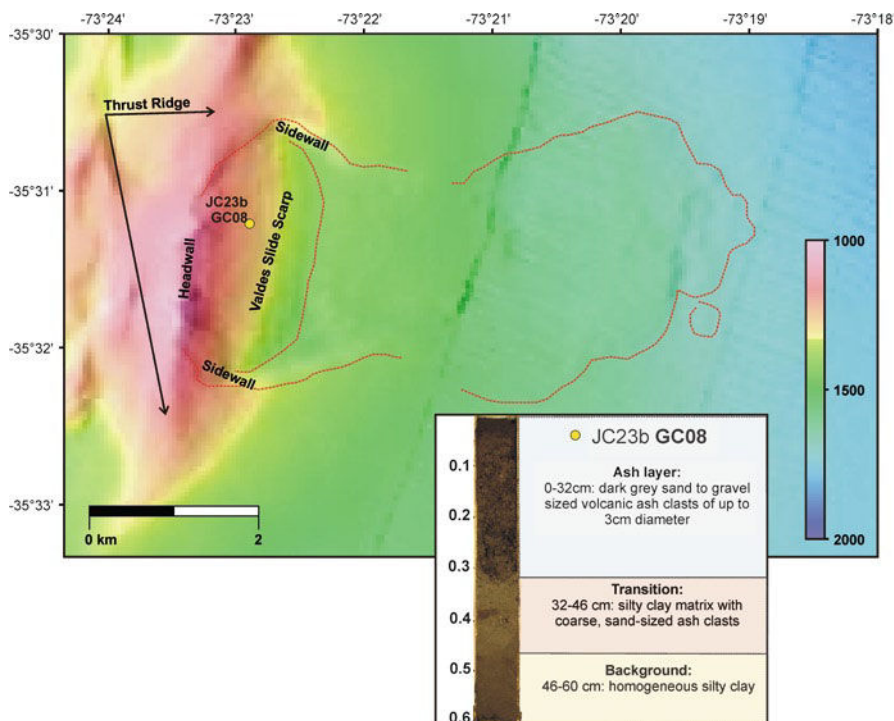 -73°24'
-73°23'
-73°22'
-73°21'
-73°20'
-73°19'
-73°18'
-35°30'
Thrust Ridge
Sidewall
-35°31'
JC23b
GC08
Headwall
Valdes Slide Scarp
1000
-35°32'
Sidewall
1500
-35°33'
0 km
2
2000
JC23b GC08
0.1
Ash layer:
0-32cm: dark grey sand to gravel
sized volcanic ash clasts of up to
3cm diameter
0.2
0.3
Transition:
32-46 cm: silty clay matrix with
coarse, sand-sized ash clasts
0.4
0.5
Background:
46-60 cm: homogeneous silty clay
0.6